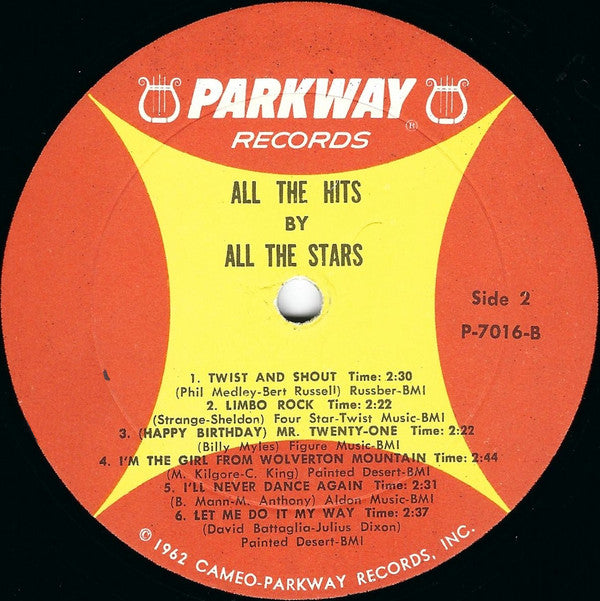 PARKWAY
®
RECORDS
ALL THE HITS
BY
ALL THE STARS
Side 2
P-7016-B
1. TWIST AND SHOUT Time: 2:30
(Phil Medley-Bert Russell) Russber-BMI
2. LIMBO ROCK Time: 2:22
(Strange-Sheldon) Four Star-Twist Music-BMI
3. (HAPPY BIRTHDAY) MR. TWENTY-ONE Time: 2:22
(Billy Myles) Figure Music-BMI
4. I'M THE GIRL FROM WOLVERTON MOUNTAIN Time: 2:44
(M. Kilgore-C. King) Painted Desert-BMI
5. I'LL NEVER DANCE AGAIN Time: 2:31
(B. Mann-M. Anthony) Aldon Music-BMI
6. LET ME DO IT MY WAY Time: 2:37
(David Battaglia-Julius Dixon)
Painted Desert-BMI
© 1962 CAMEO-PARKWAY RECORDS, INC.